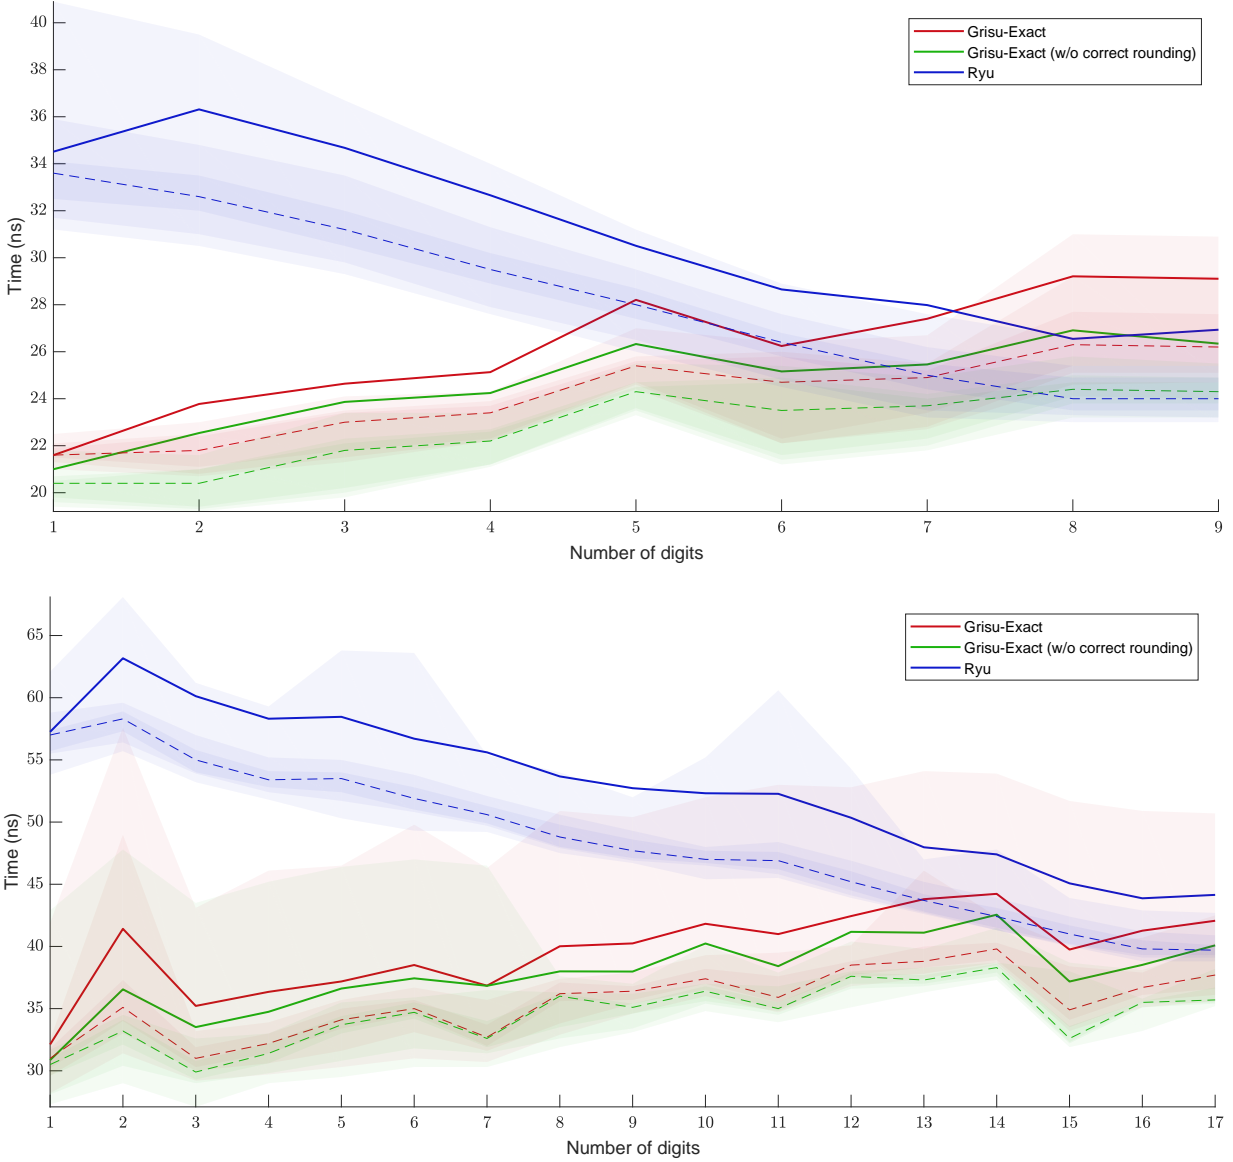 40
38
36
34
32
30
28
26
24
22
20
Time (ns)
Grisu-Exact
Grisu-Exact (w/o correct rounding)
Ryu
1 2 3 4 5 6 7 8 9
Number of digits
65
60
55
50
45
40
35
30
Time (ns)
Grisu-Exact
Grisu-Exact (w/o correct rounding)
Ryu
1 2 3 4 5 6 7 8 9 10 11 12 13 14 15 16 17
Number of digits